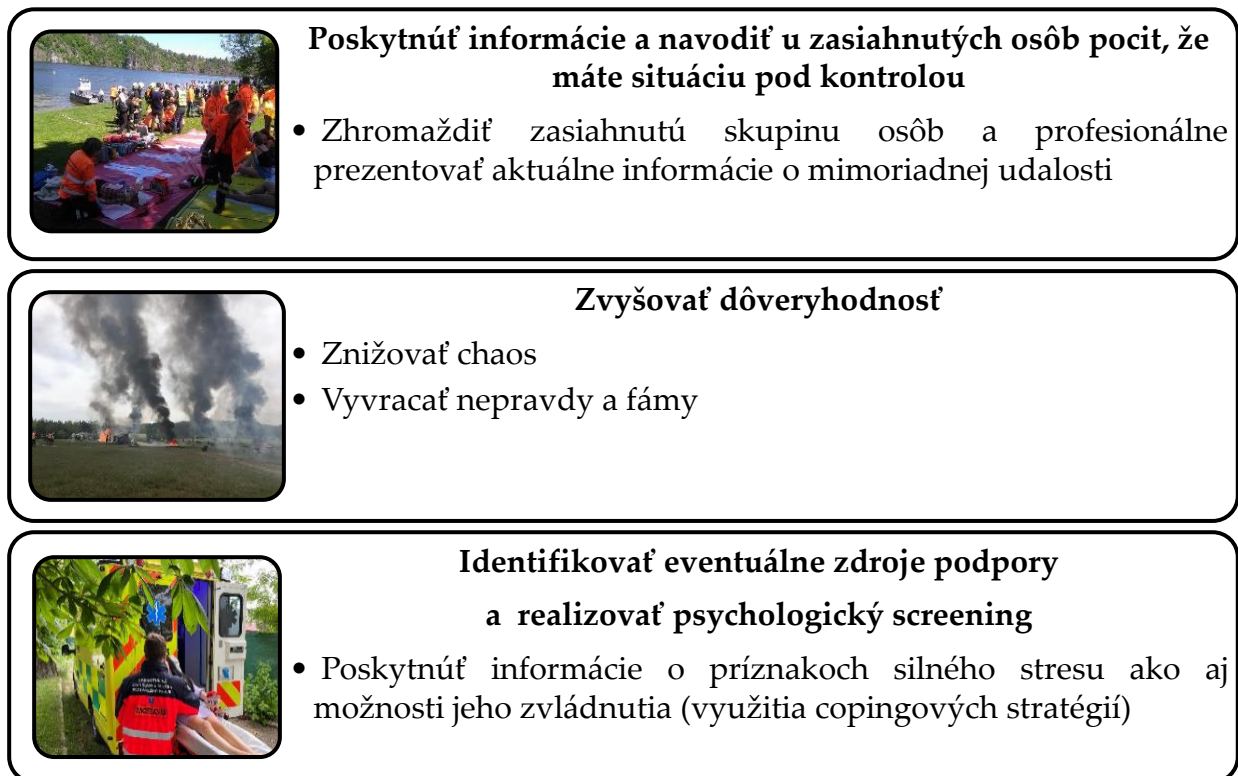 Poskytnúť informácie a navodiť u zasiahnutých osôb pocit, že
máte situáciu pod kontrolou
• Zhromaždiť zasiahnutú skupinu osôb a profesionálne
prezentovať aktuálne informácie o mimoriadnej udalosti
Zvyšovať dôveryhodnosť
• Znižovať chaos
• Vyvracať nepravdy a fámy
Identifikovať eventuálne zdroje podpory
a realizovať psychologický screening
• Poskytnúť informácie o príznakoch silného stresu ako aj
možnosti jeho zvládnutia (využitia copingových stratégií)